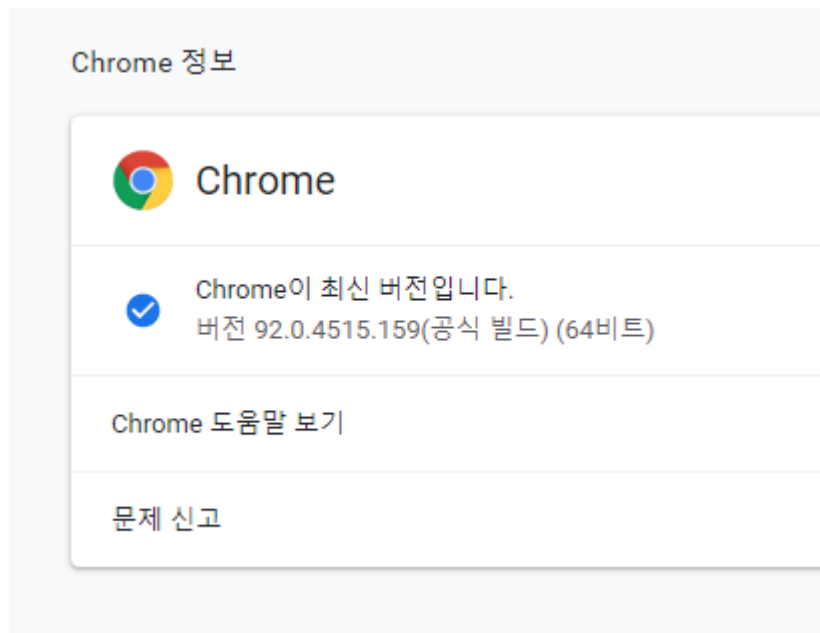 Chrome 정보
Chrome
Chrome이 최신 버전입니다.
버전 92.0.4515.159(공식 빌드) (64비트)
Chrome 도움말 보기
문제 신고